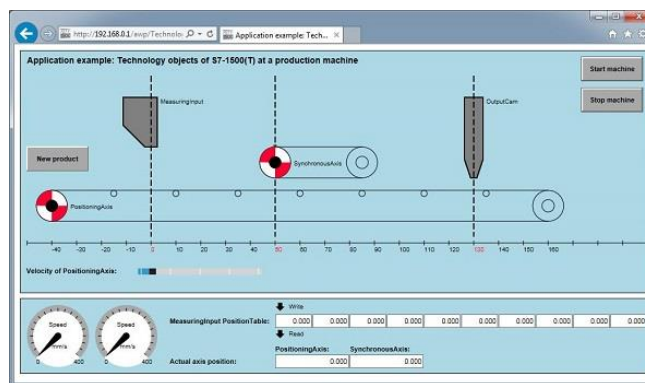 http://192.168.0.1/awp/Technolo
Application example: Tech...
Application example: Technology objects of S7-1500(T) at a production machine
Start machine
Stop machine
MeasuringInput
OutputCam
New product
SynchronousAxis
PositioningAxis
-40 -30 -20 -10 0 10 20 30 40 50 60 70 80 90 100 110 120 130 140 150 160
Velocity of PositioningAxis:
Write
MeasuringInput PositionTable: 0.000 0.000 0.000 0.000 0.000 0.000 0.000 0.000 0.000 0.000
Read
Speed mm/s 0 400
Speed mm/s 0 400
PositioningAxis: SynchronousAxis:
Actual axis position: 0.000 0.000